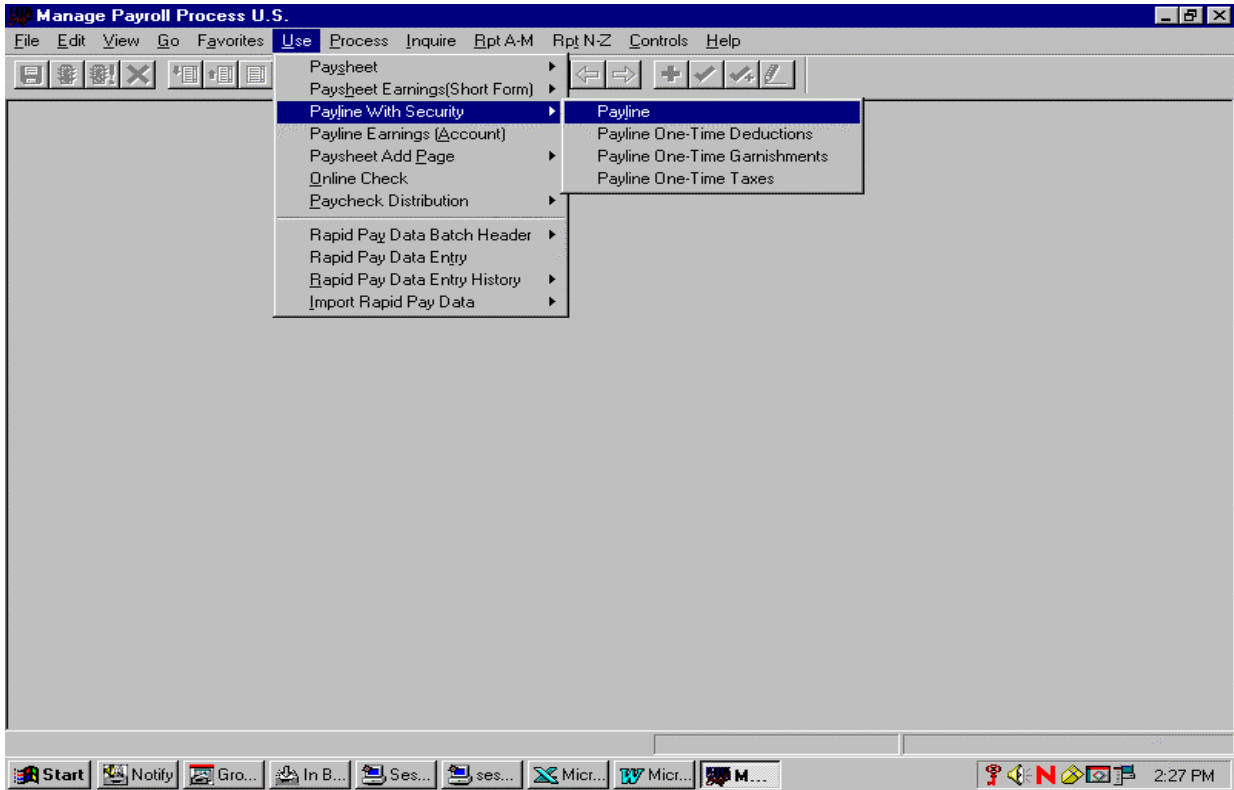 Manage Payroll Process U.S.
File Edit View Go Favorites Use Process Inquire Rpt A-M Rpt N-Z Controls Help
Paysheet
Paysheet Earnings(Short Form)
Payline With Security
Payline Earnings (Account)
Paysheet Add Page
Online Check
Paycheck Distribution
Rapid Pay Data Batch Header
Rapid Pay Data Entry
Rapid Pay Data Entry History
Import Rapid Pay Data
Payline
Payline One-Time Deductions
Payline One-Time Garnishments
Payline One-Time Taxes
Start Notify Gro... In B... Ses... ses... Micr... Micr... M... N 2:27 PM